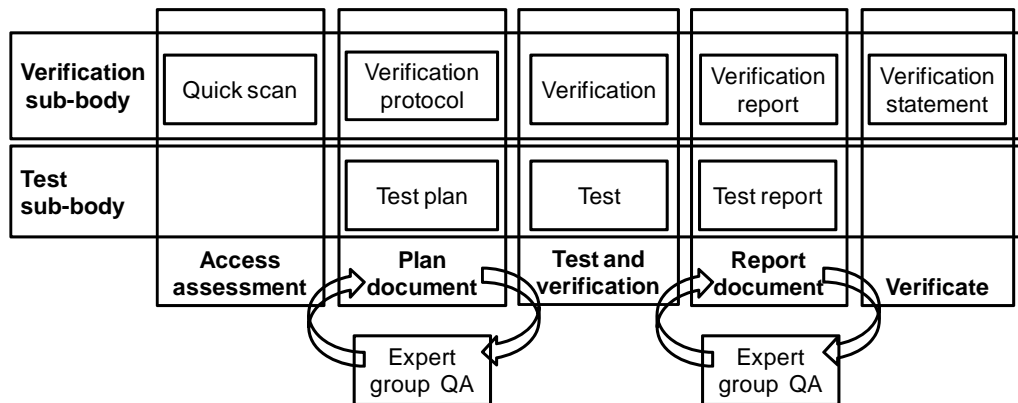 Verification
sub-body
Quick scan
Verification
protocol
Verification
Verification
report
Verification
statement
Test
sub-body
Test plan
Test
Test report
Access
assessment
Plan
document
Test and
verification
Report
document
Verificate
Expert
group QA
Expert
group QA